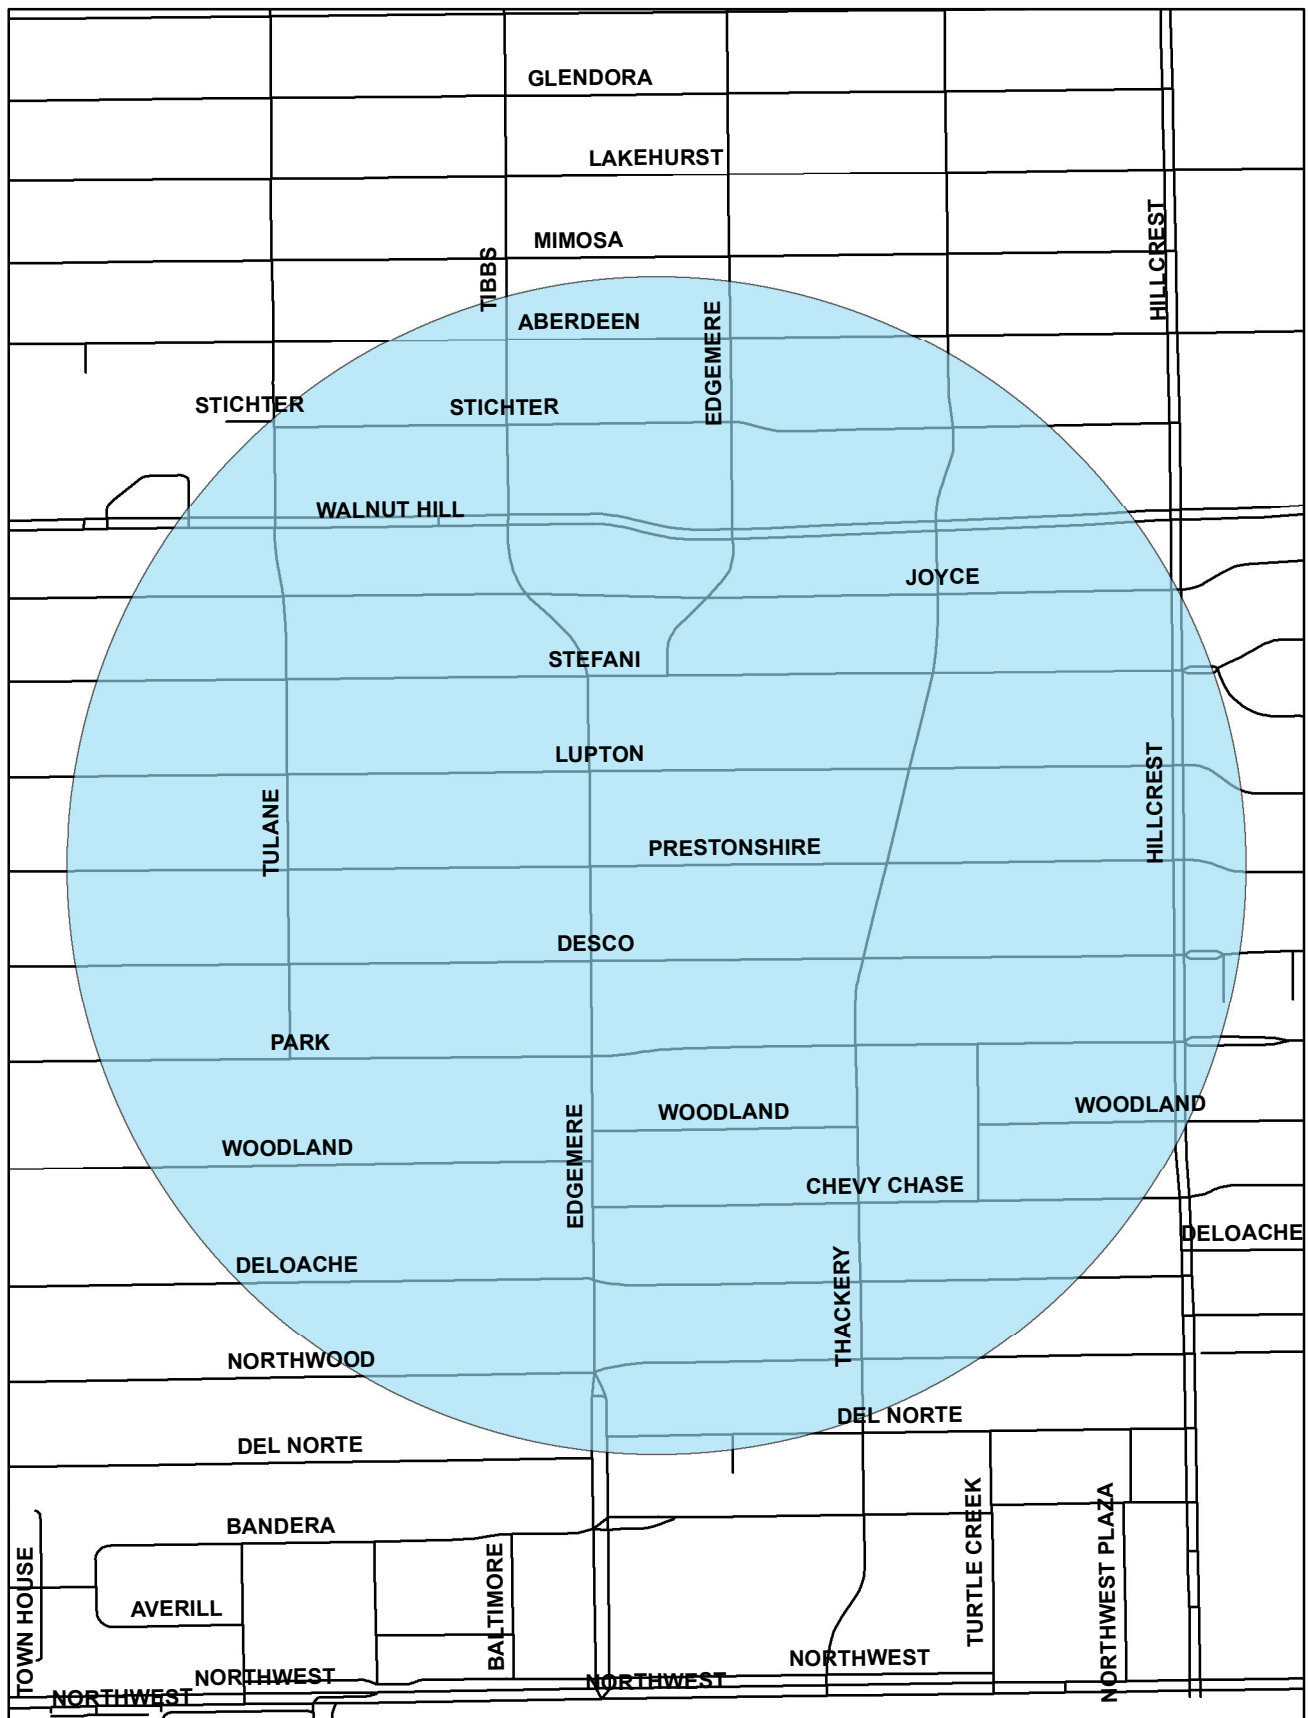 GLENDORA
LAKEHURST
MIMOSA
TIBBS
HILLCREST
ABERDEEN
EDGEMERE
STICHTER
STICHTER
WALNUT HILL
JOYCE
STEFANI
LUPTON
TULANE
HILLCREST
PRESTONSHIRE
DESCO
PARK
WOODLAND
WOODLAND
WOODLAND
EDGEMERE
CHEVY CHASE
DELOACHE
DELOACHE
THACKERY
NORTHWOOD
DEL NORTE
DEL NORTE
BANDERA
TURTLE CREEK
NORTHWEST PLAZA
TOWN HOUSE
BALTIMORE
AVERILL
NORTHWEST
NORTHWEST
NORTHWEST
NORTHWEST